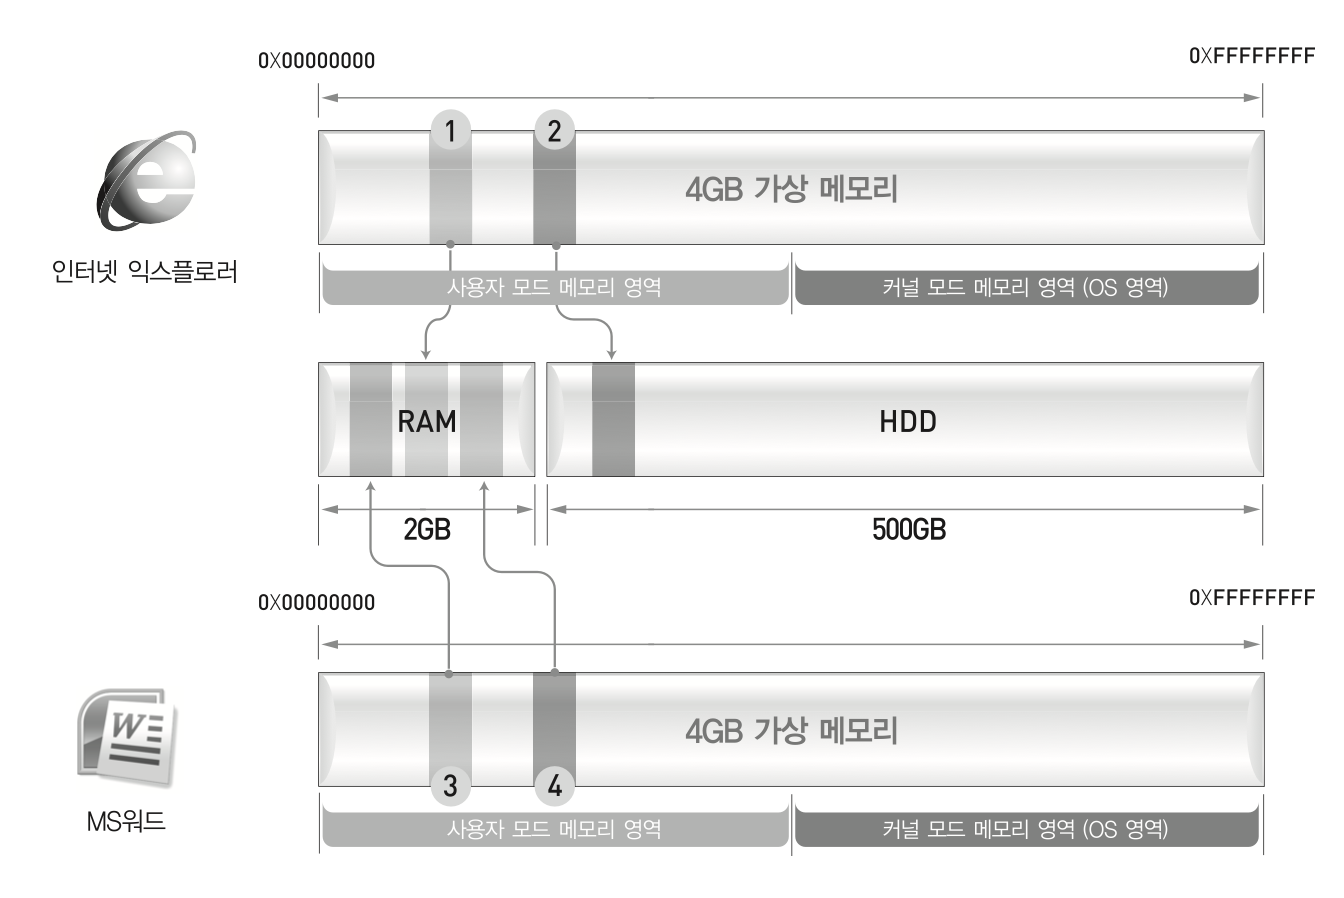 0X00000000
0XFFFFFFFF
1
2
4GB 가상 메모리
인터넷 익스플로러
사용자 모드 메모리 영역
커널 모드 메모리 영역 (OS 영역)
RAM
HDD
2GB
500GB
0X00000000
0XFFFFFFFF
W
4GB 가상 메모리
3
4
MS워드
사용자 모드 메모리 영역
커널 모드 메모리 영역 (OS 영역)